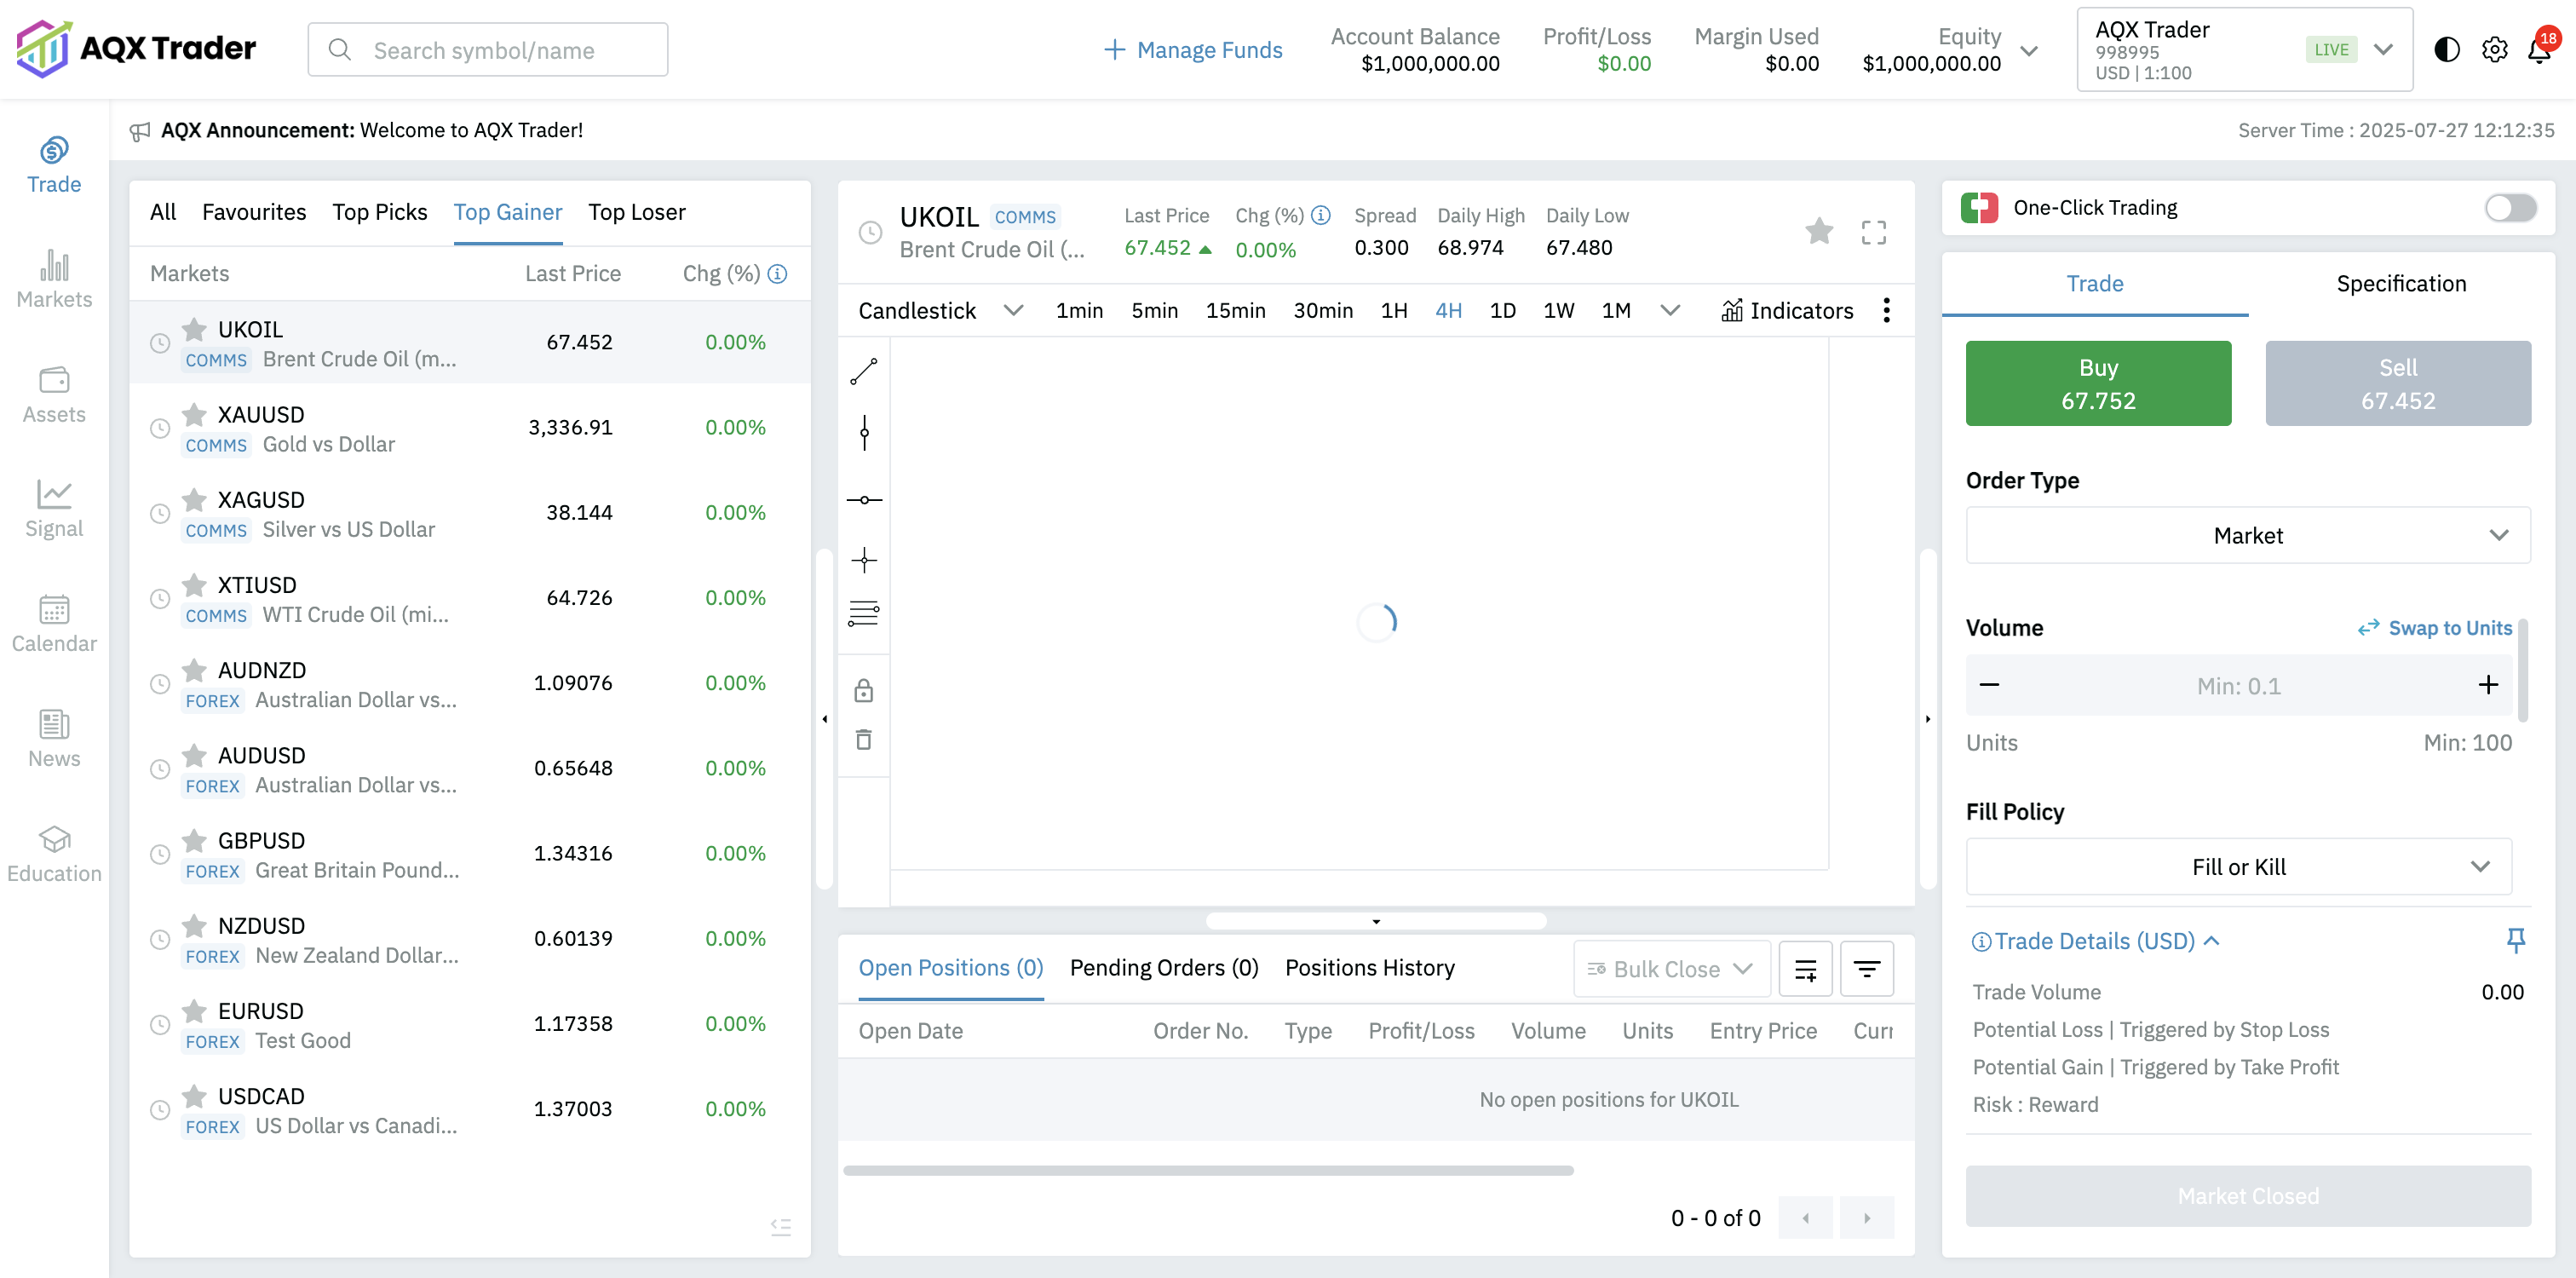 AQX Trader
Search symbol/name
Manage Funds
Account Balance
$1,000,000.00
Profit/Loss
$0.00
Margin Used
$0.00
Equity
$1,000,000.00
AQX Trader
998995
USD | 1:100
LIVE
18
AQX Announcement: Welcome to AQX Trader!
Server Time : 2025-07-27 12:12:35
Trade
Markets
Assets
Signal
Calendar
News
Education
All Favourites Top Picks Top Gainer Top Loser
Markets Last Price Chg (%)
UKOIL
COMMS Brent Crude Oil (m...
67.452 0.00%
XAUUSD
COMMS Gold vs Dollar
3,336.91 0.00%
XAGUSD
COMMS Silver vs US Dollar
38.144 0.00%
XTIUSD
COMMS WTI Crude Oil (mi...
64.726 0.00%
AUDNZD
FOREX Australian Dollar vs...
1.09076 0.00%
AUDUSD
FOREX Australian Dollar vs...
0.65648 0.00%
GBPUSD
FOREX Great Britain Pound...
1.34316 0.00%
NZDUSD
FOREX New Zealand Dollar...
0.60139 0.00%
EURUSD
FOREX Test Good
1.17358 0.00%
USDCAD
FOREX US Dollar vs Canadi...
1.37003 0.00%
UKOIL COMMS
Brent Crude Oil (...
Last Price
67.452
Chg (%)
0.00%
Spread
0.300
Daily High
68.974
Daily Low
67.480
Candlestick 1min 5min 15min 30min 1H 4H 1D 1W 1M Indicators
Open Positions (0) Pending Orders (0) Positions History Bulk Close
Open Date Order No. Type Profit/Loss Volume Units Entry Price Curr
No open positions for UKOIL
0 - 0 of 0
One-Click Trading
Trade Specification
Buy
67.752
Sell
67.452
Order Type
Market
Volume Swap to Units
Min: 0.1
Units Min: 100
Fill Policy
Fill or Kill
Trade Details (USD)
Trade Volume 0.00
Potential Loss | Triggered by Stop Loss
Potential Gain | Triggered by Take Profit
Risk : Reward
Market Closed